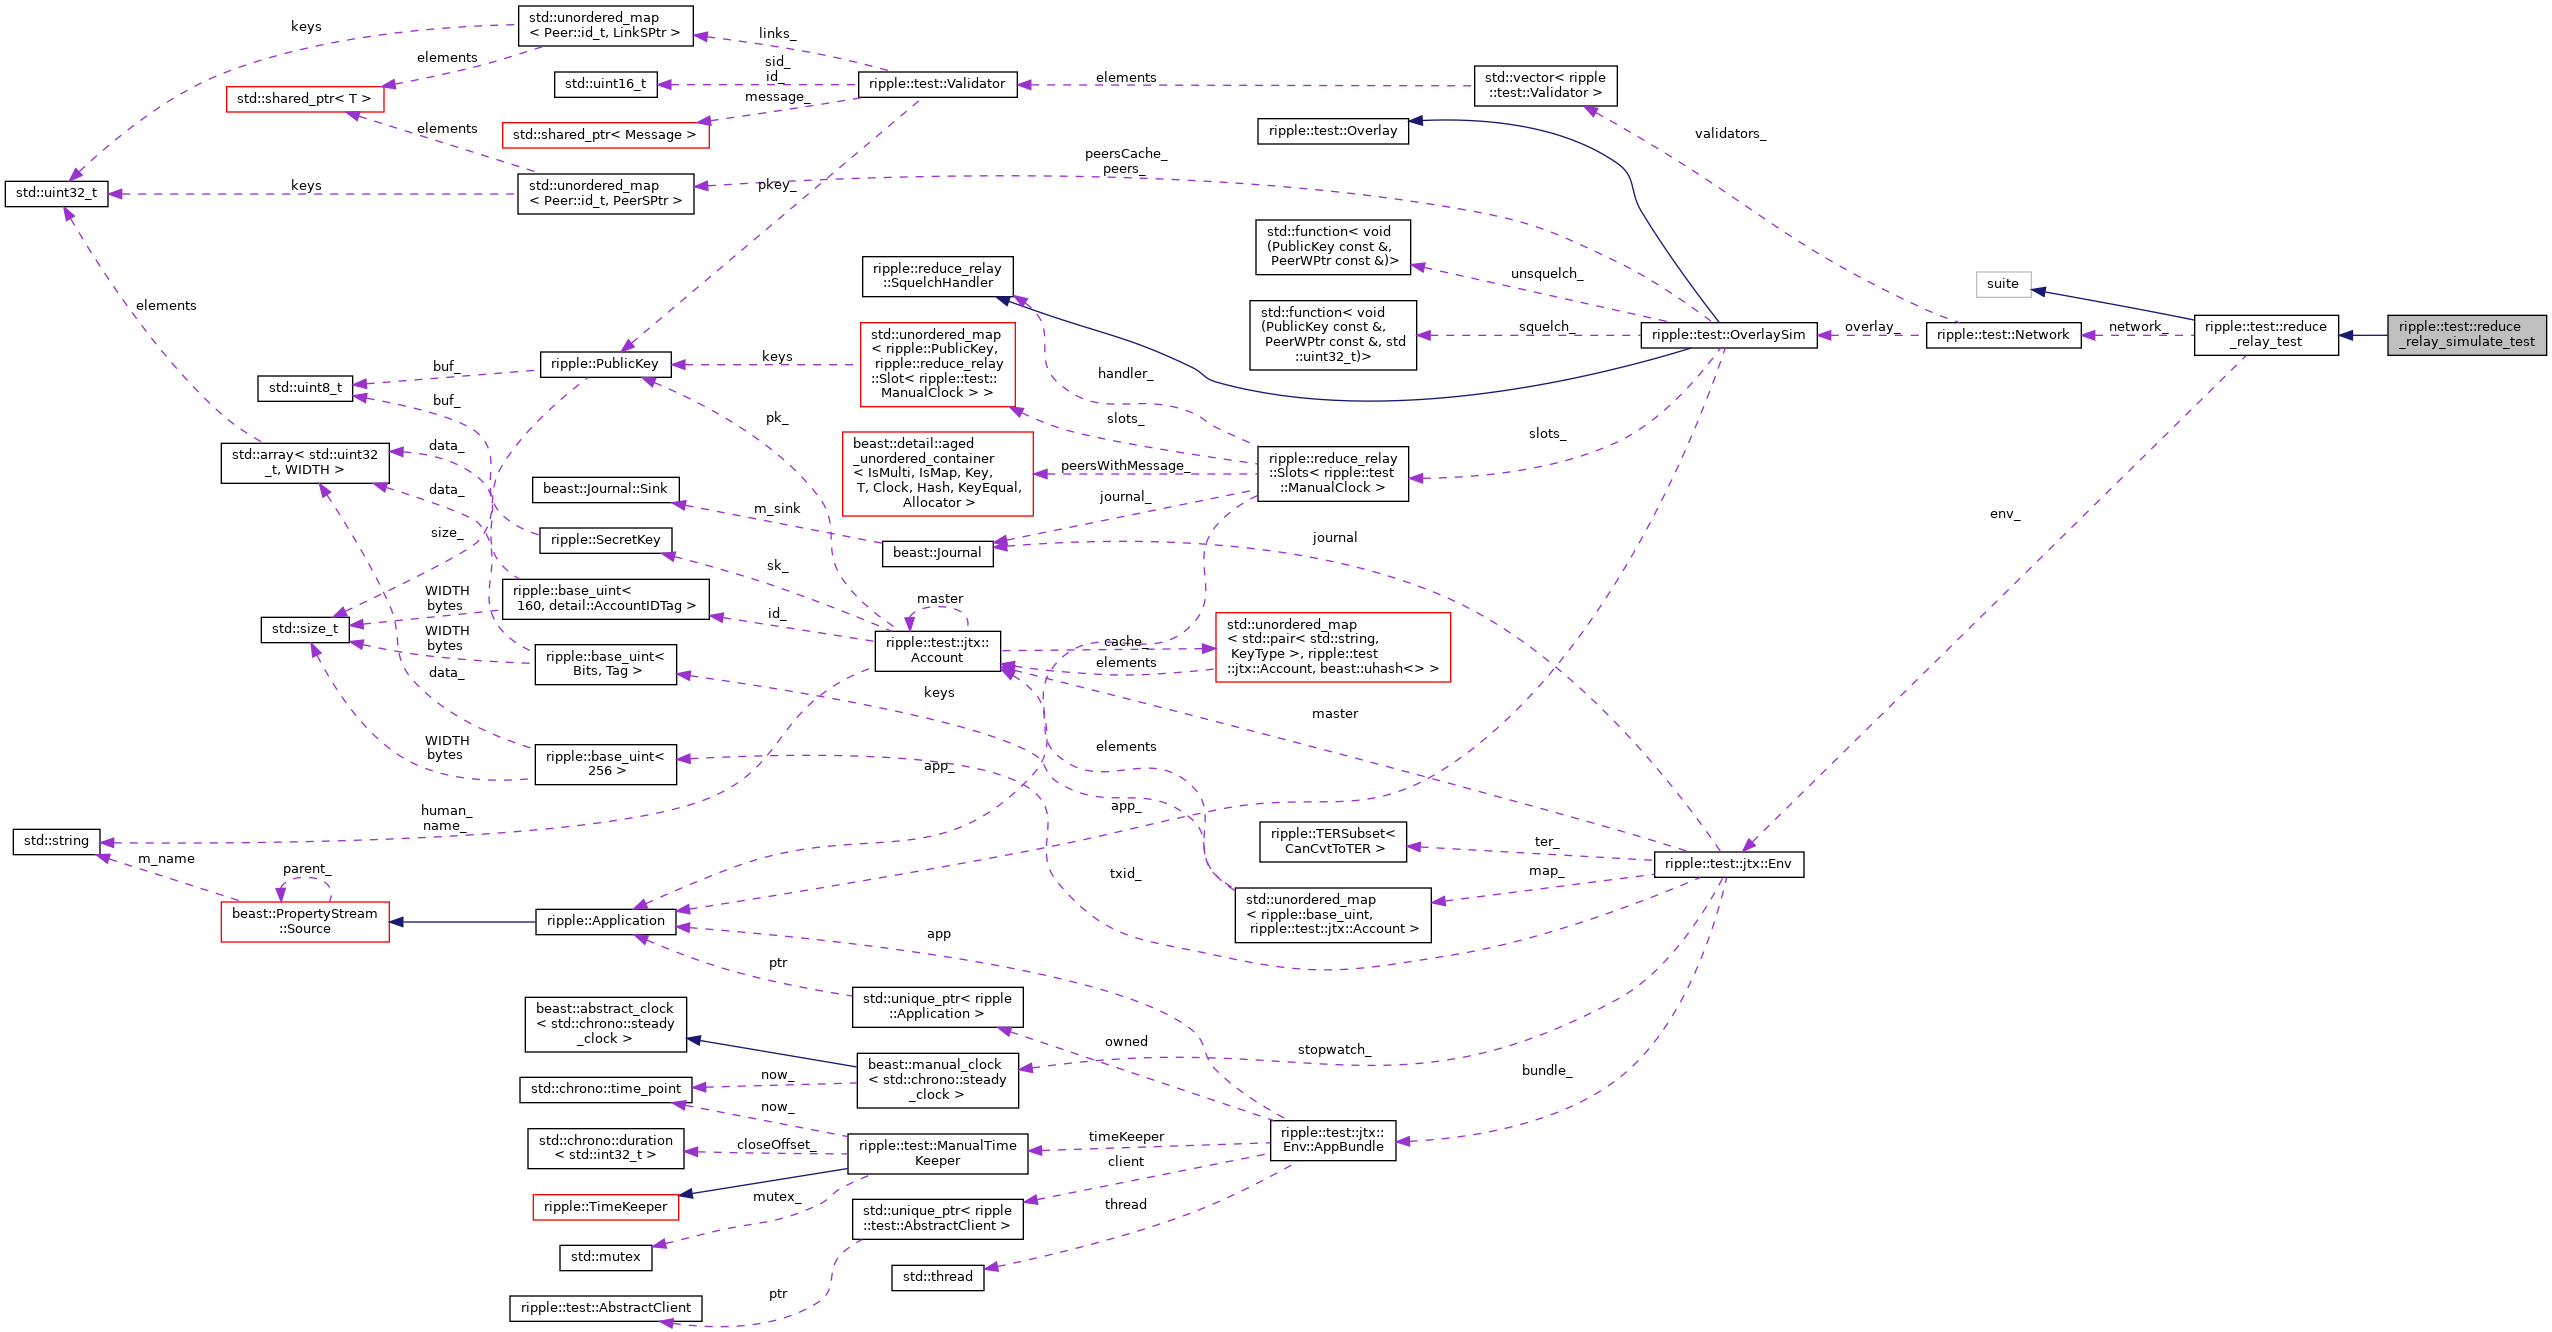 std::unordered_map
< Peer::id_t, LinkSPtr >
keys
links_
elements
sid_
id_
std::uint16_t
ripple::test::Validator
elements
std::vector< ripple
::test::Validator >
std::shared_ptr< T >
message_
std::shared_ptr< Message >
elements
ripple::test::Overlay
validators_
peersCache_
peers_
std::uint32_t
keys
std::unordered_map
< Peer::id_t, PeerSPtr >
pkey_
std::function< void
(PublicKey const &,
PeerWPtr const &)>
unsquelch_
ripple::reduce_relay
::SquelchHandler
suite
elements
std::function< void
(PublicKey const &,
PeerWPtr const &, std
::uint32_t)>
squelch_
ripple::test::OverlaySim
overlay_
ripple::test::Network
network_
ripple::test::reduce
_relay_test
ripple::test::reduce
_relay_simulate_test
std::unordered_map
< ripple::PublicKey,
ripple::reduce_relay
::Slot< ripple::test::
ManualClock > >
keys
ripple::PublicKey
buf_
std::uint8_t
buf_
handler_
slots_
pk_
slots_
std::array< std::uint32
_t, WIDTH >
data_
beast::detail::aged
_unordered_container
< IsMulti, IsMap, Key,
T, Clock, Hash, KeyEqual,
Allocator >
peersWithMessage_
ripple::reduce_relay
::Slots< ripple::test
::ManualClock >
data_
beast::Journal::Sink
m_sink
journal_
env_
size_
ripple::SecretKey
beast::Journal
journal
sk_
WIDTH
bytes
ripple::base_uint<
160, detail::AccountIDTag >
id_
master
std::size_t
WIDTH
bytes
ripple::test::jtx::
Account
cache_
elements
std::unordered_map
< std::pair< std::string,
KeyType >, ripple::test
::jtx::Account, beast::uhash<> >
data_
ripple::base_uint<
Bits, Tag >
keys
master
WIDTH
bytes
ripple::base_uint<
256 >
elements
app_
human_
name_
app_
std::string
m_name
parent_
ripple::TERSubset<
CanCvtToTER >
ter_
ripple::test::jtx::Env
map_
txid_
std::unordered_map
< ripple::base_uint,
ripple::test::jtx::Account >
beast::PropertyStream
::Source
ripple::Application
app
ptr
std::unique_ptr< ripple
::Application >
beast::abstract_clock
< std::chrono::steady
_clock >
owned
stopwatch_
beast::manual_clock
< std::chrono::steady
_clock >
now_
bundle_
std::chrono::time_point
now_
std::chrono::duration
< std::int32_t >
closeOffset_
ripple::test::ManualTime
Keeper
timeKeeper
ripple::test::jtx::
Env::AppBundle
client
ripple::TimeKeeper
mutex_
std::unique_ptr< ripple
::test::AbstractClient >
thread
std::mutex
std::thread
ptr
ripple::test::AbstractClient